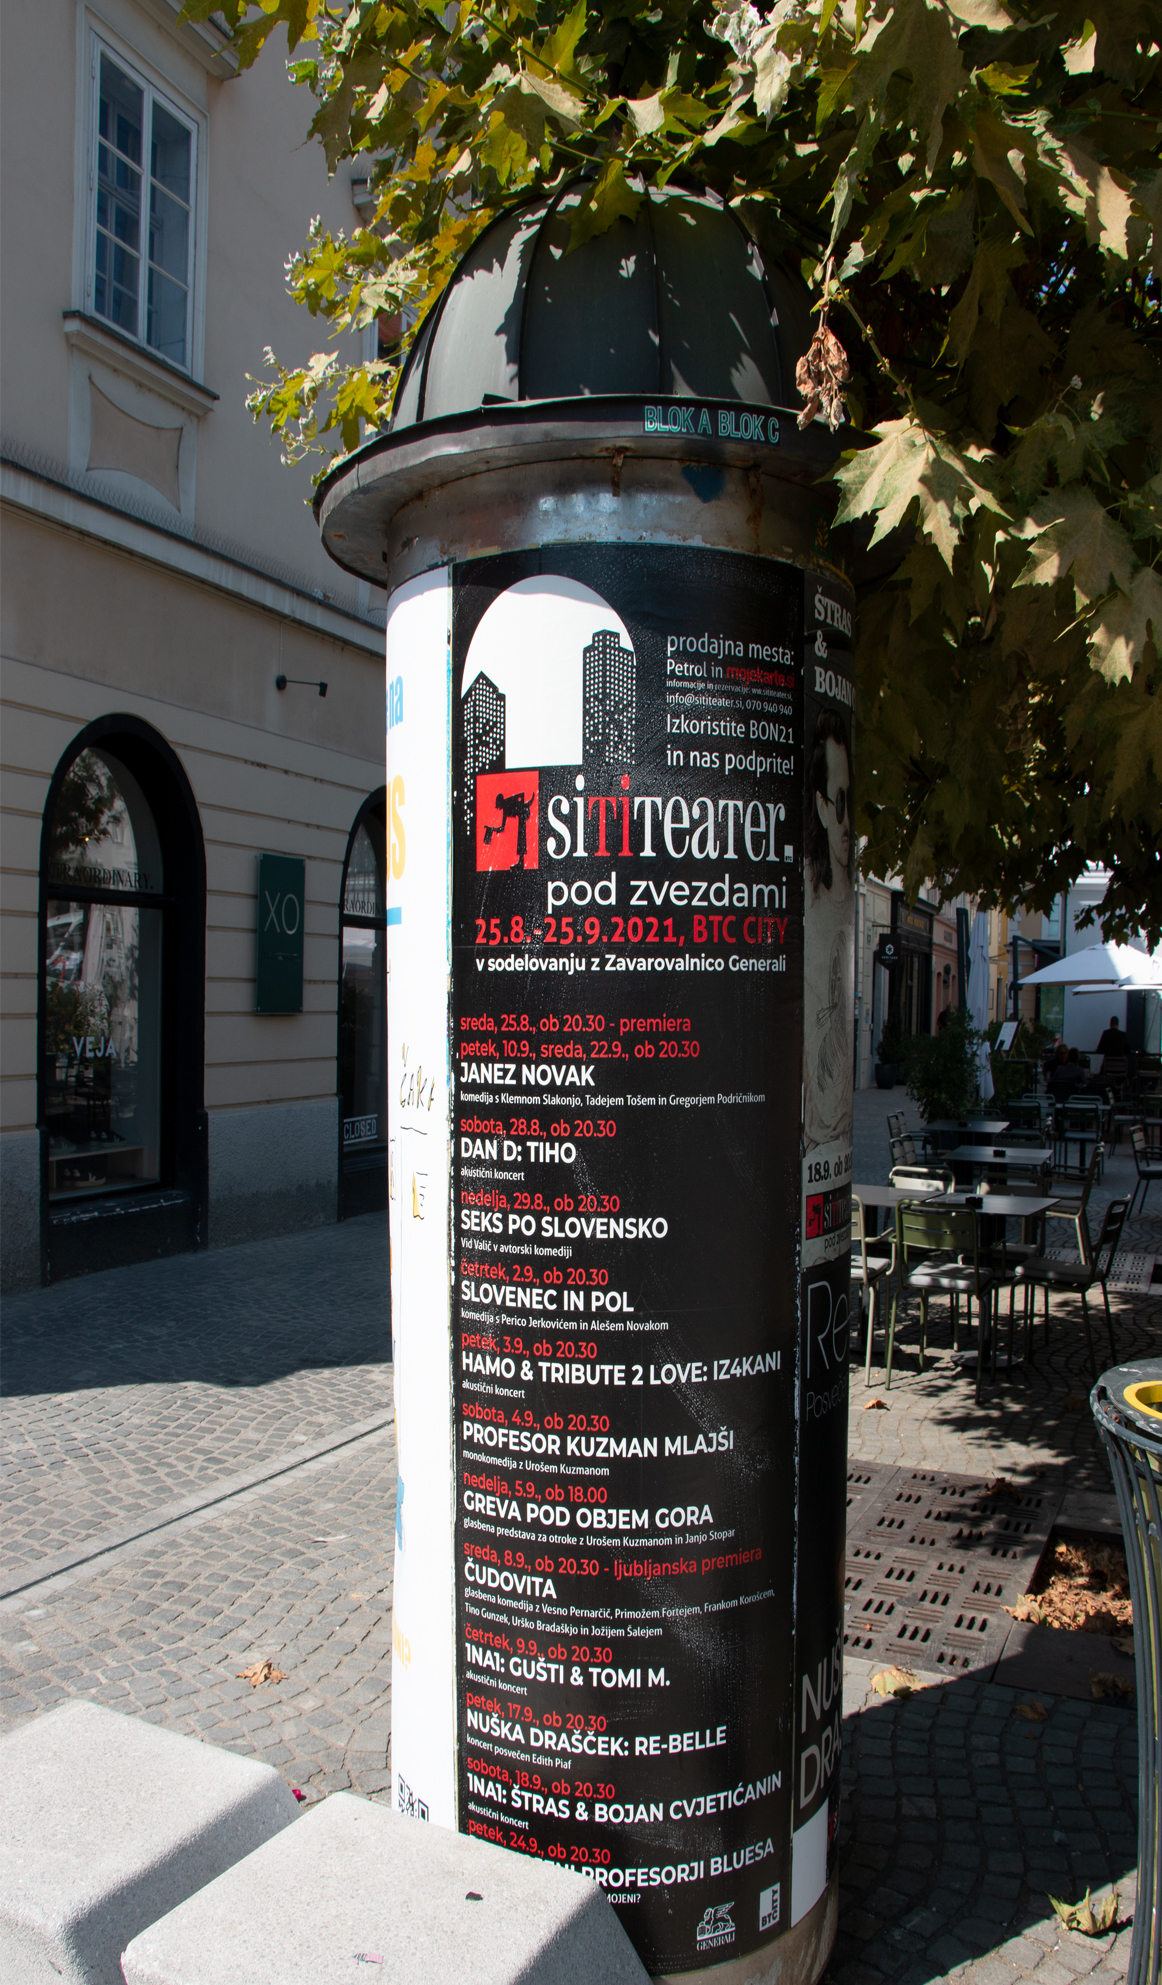 BLOK A BLOK C
prodajna mesta:
Petrol in mojekarte.si
informacije in rezervacije: www.sititeater.si,
info@sititeater.si, 070 940 940
Izkoristite BON21
in nas podprite!
siTiTEATER.
pod zvezdami
25.8.-25.9.2021, BTC CITY
v sodelovanju z Zavarovalnico Generali
sreda, 25.8., ob 20.30 - premiera
petek, 10.9., sreda, 22.9., ob 20.30
JANEZ NOVAK
komedija s Klemnom Slakonjo, Tadejem Tošem in Gregorjem Podričnikom
sobota, 28.8., ob 20.30
DAN D: TIHO
akustični koncert
nedelja, 29.8., ob 20.30
SEKS PO SLOVENSKO
Vid Valič v avtorski komediji
četrtek, 2.9., ob 20.30
SLOVENEC IN POL
komedija s Perico Jerkovićem in Alešem Novakom
petek, 3.9., ob 20.30
HAMO & TRIBUTE 2 LOVE: IZ4KANI
akustični koncert
sobota, 4.9., ob 20.30
PROFESOR KUZMAN MLAJŠI
monokomedija z Urošem Kuzmanom
nedelja, 5.9., ob 18.00
GREVA POD OBJEM GORA
glasbena predstava za otroke z Urošem Kuzmanom in Janjo Stopar
sreda, 8.9., ob 20.30 - ljubljanska premiera
ČUDOVITA
glasbena komedija z Vesno Pernarčič, Primožem Fortejem, Frankom Korošcem,
Tino Gunzek, Urško Bradaškjo in Jožijem Šalejem
četrtek, 9.9., ob 20.30
1NA1: GUŠTI & TOMI M.
akustični koncert
petek, 17.9., ob 20.30
NUŠKA DRAŠČEK: RE-BELLE
koncert posvečen Edith Piaf
sobota, 18.9., ob 20.30
1NA1: ŠTRAS & BOJAN CVJETIĆANIN
akustični koncert
petek, 24.9., ob 20.30
PROFESORJI BLUESA
MOJENI?
GENERALI
BTC CITY
ŠTRAS
&
BOJAN
18.9. ob
Re
NUŠ
DRA
XO
VEJA
CLOSED